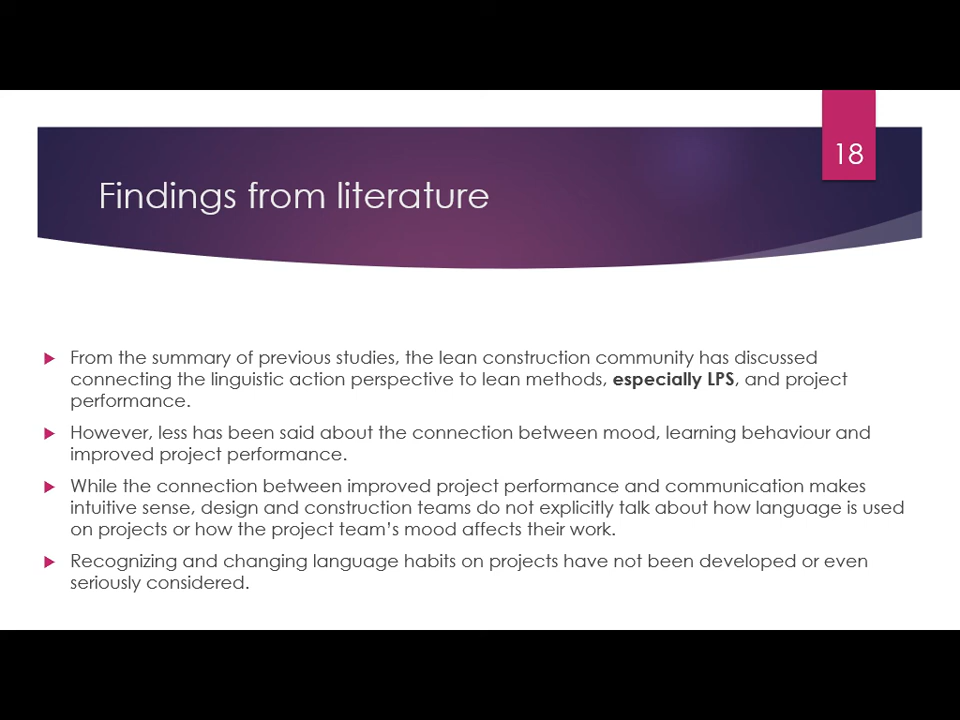 18
Findings from literature
From the summary of previous studies, the lean construction community has discussed
connecting the linguistic action perspective to lean methods, especially LPS, and project
performance.
However, less has been said about the connection between mood, learning behaviour and
improved project performance.
While the connection between improved project performance and communication makes
intuitive sense, design and construction teams do not explicitly talk about how language is used
on projects or how the project team's mood affects their work.
Recognizing and changing language habits on projects have not been developed or even
seriously considered.